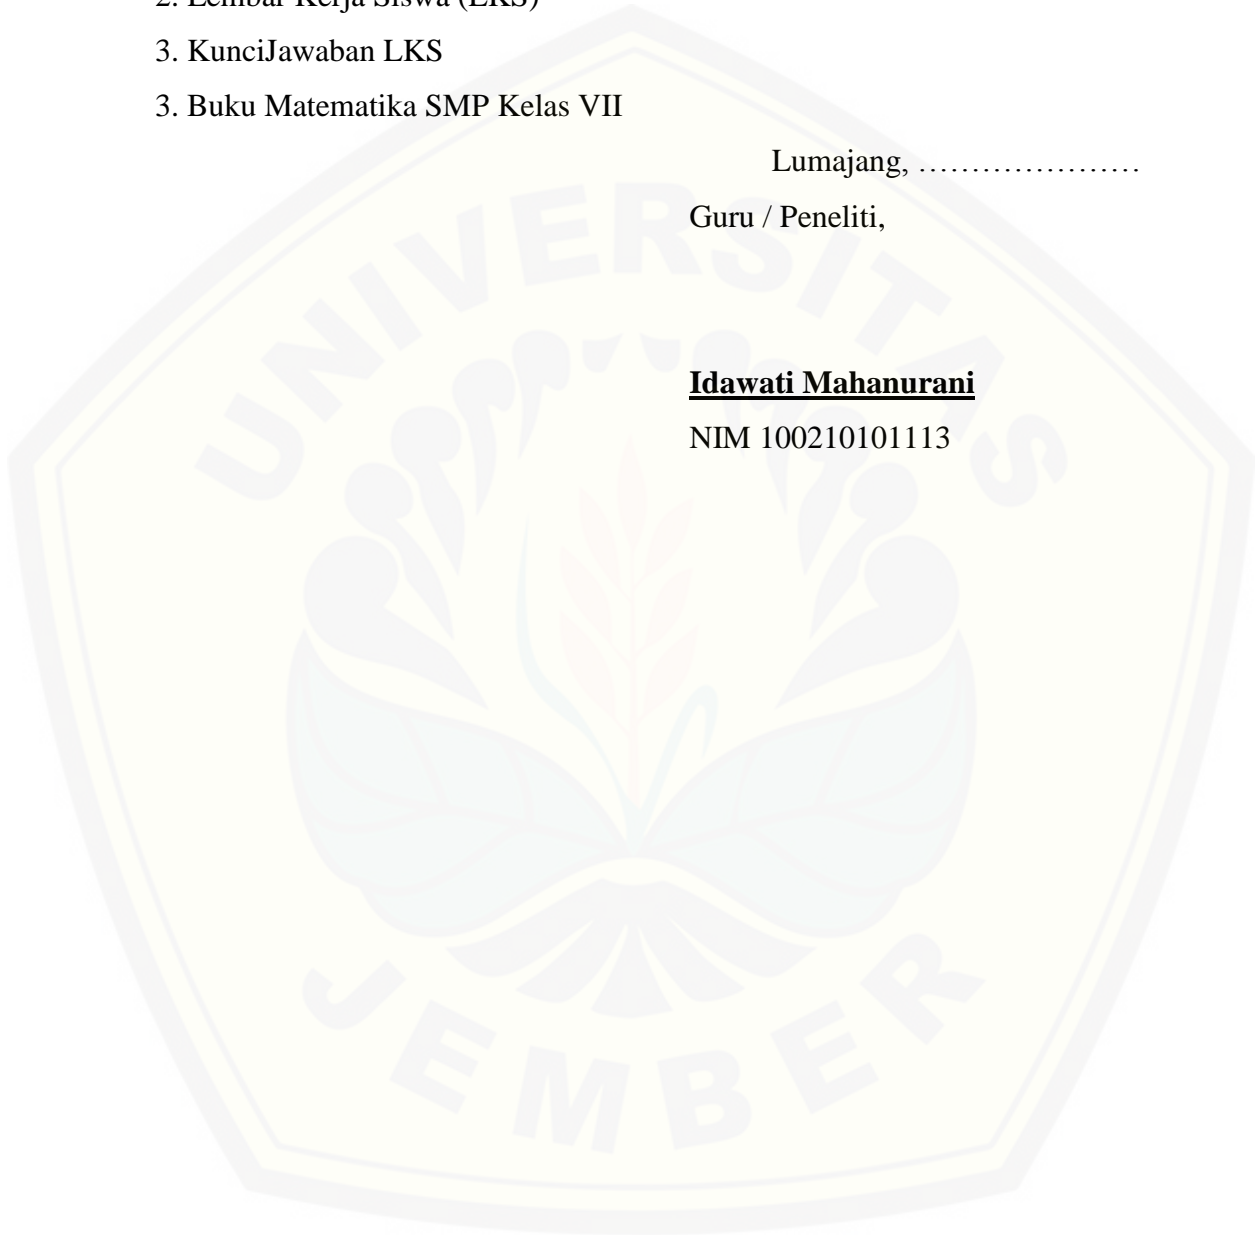 2. Lembar Kerja Siswa (LKS)
3. KunciJawaban LKS
3. Buku Matematika SMP Kelas VII
Lumajang, …………………
Guru / Peneliti,
Idawati Mahanurani
NIM 100210101113
UNIVERSITAS
JEMBER